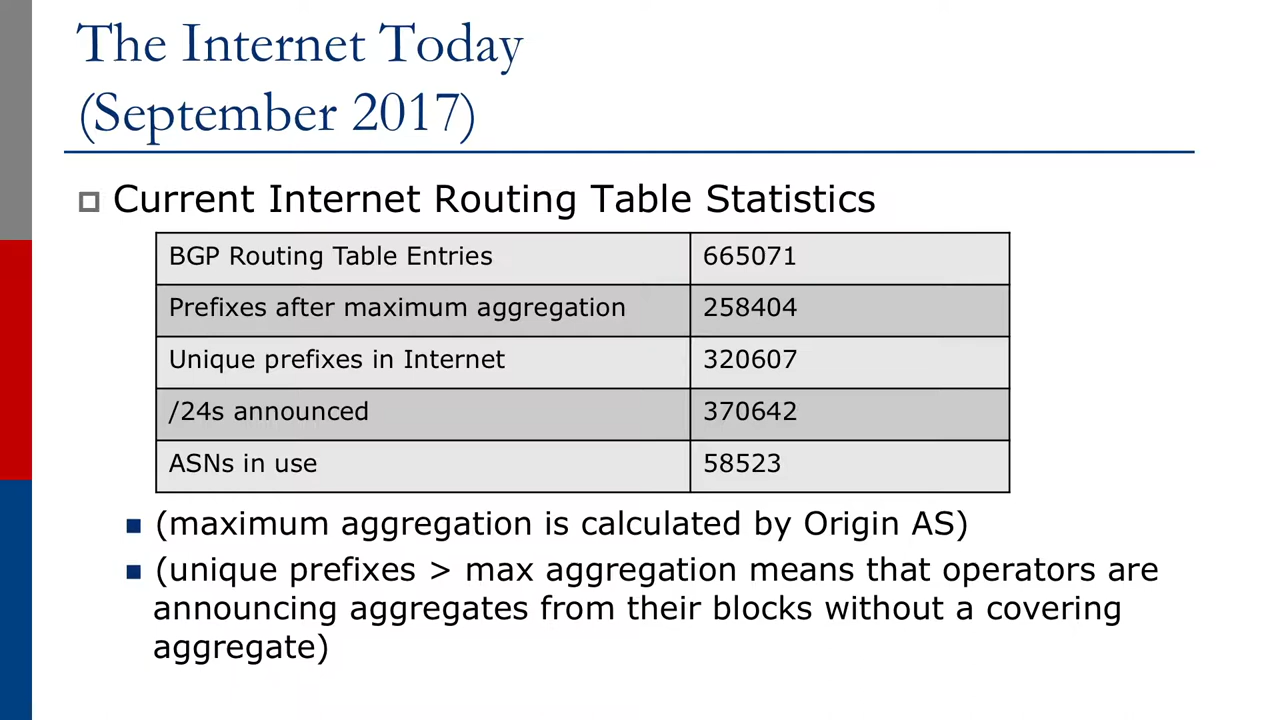 The Internet Today
(September 2017)
Current Internet Routing Table Statistics
BGP Routing Table Entries 665071
Prefixes after maximum aggregation 258404
Unique prefixes in Internet 320607
/24s announced 370642
ASNs in use 58523
(maximum aggregation is calculated by Origin AS)
(unique prefixes > max aggregation means that operators are
announcing aggregates from their blocks without a covering
aggregate)